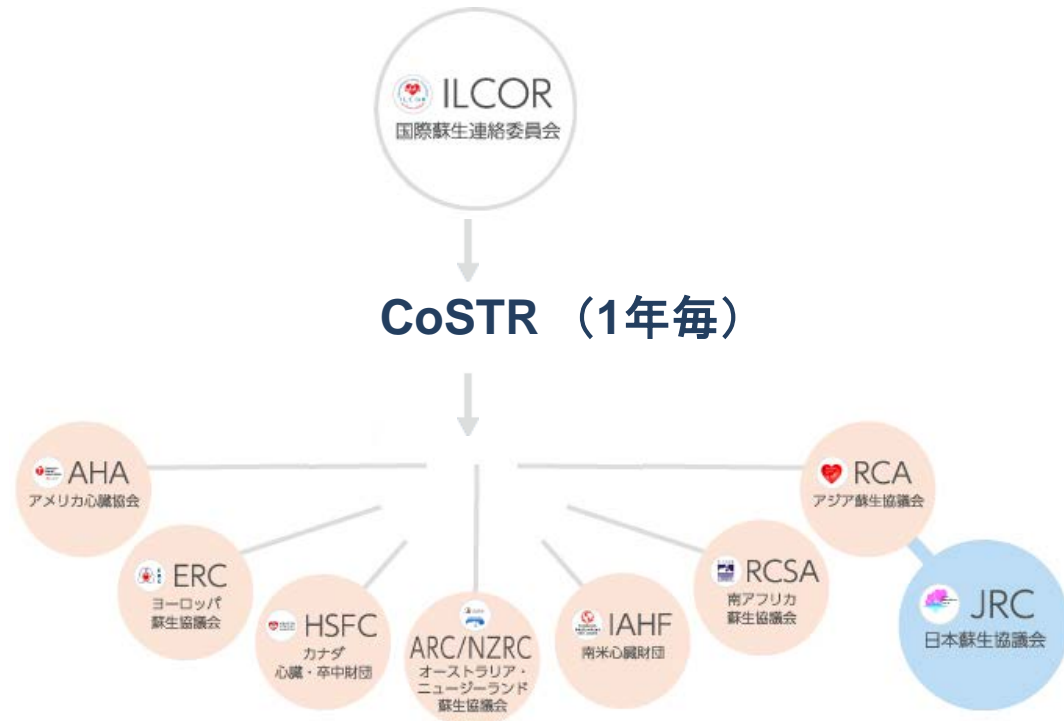 ILCOR
国際蘇生連絡委員会
CoSTR （1年毎）
AHA
アメリカ心臓協会
ERC
ヨーロッパ
蘇生協議会
HSFC
カナダ
心臓・卒中財団
ARC/NZRC
オーストラリア・
ニュージーランド
蘇生協議会
IAHF
南米心臓財団
RCSA
南アフリカ
蘇生協議会
RCA
アジア蘇生協議会
JRC
日本蘇生協議会